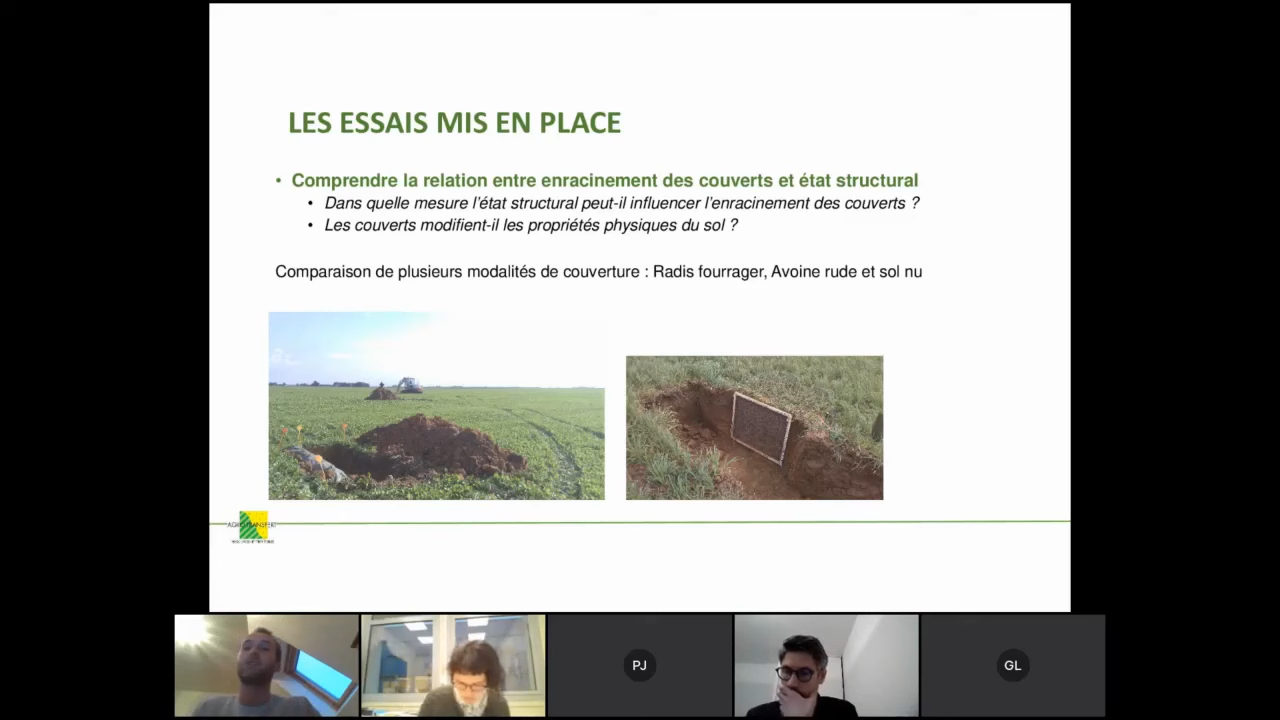 LES ESSAIS MIS EN PLACE
• Comprendre la relation entre enracinement des couverts et état structural
• Dans quelle mesure l'état structural peut-il influencer l'enracinement des couverts ?
• Les couverts modifient-il les propriétés physiques du sol ?
Comparaison de plusieurs modalités de couverture : Radis fourrager, Avoine rude et sol nu
PJ
GL